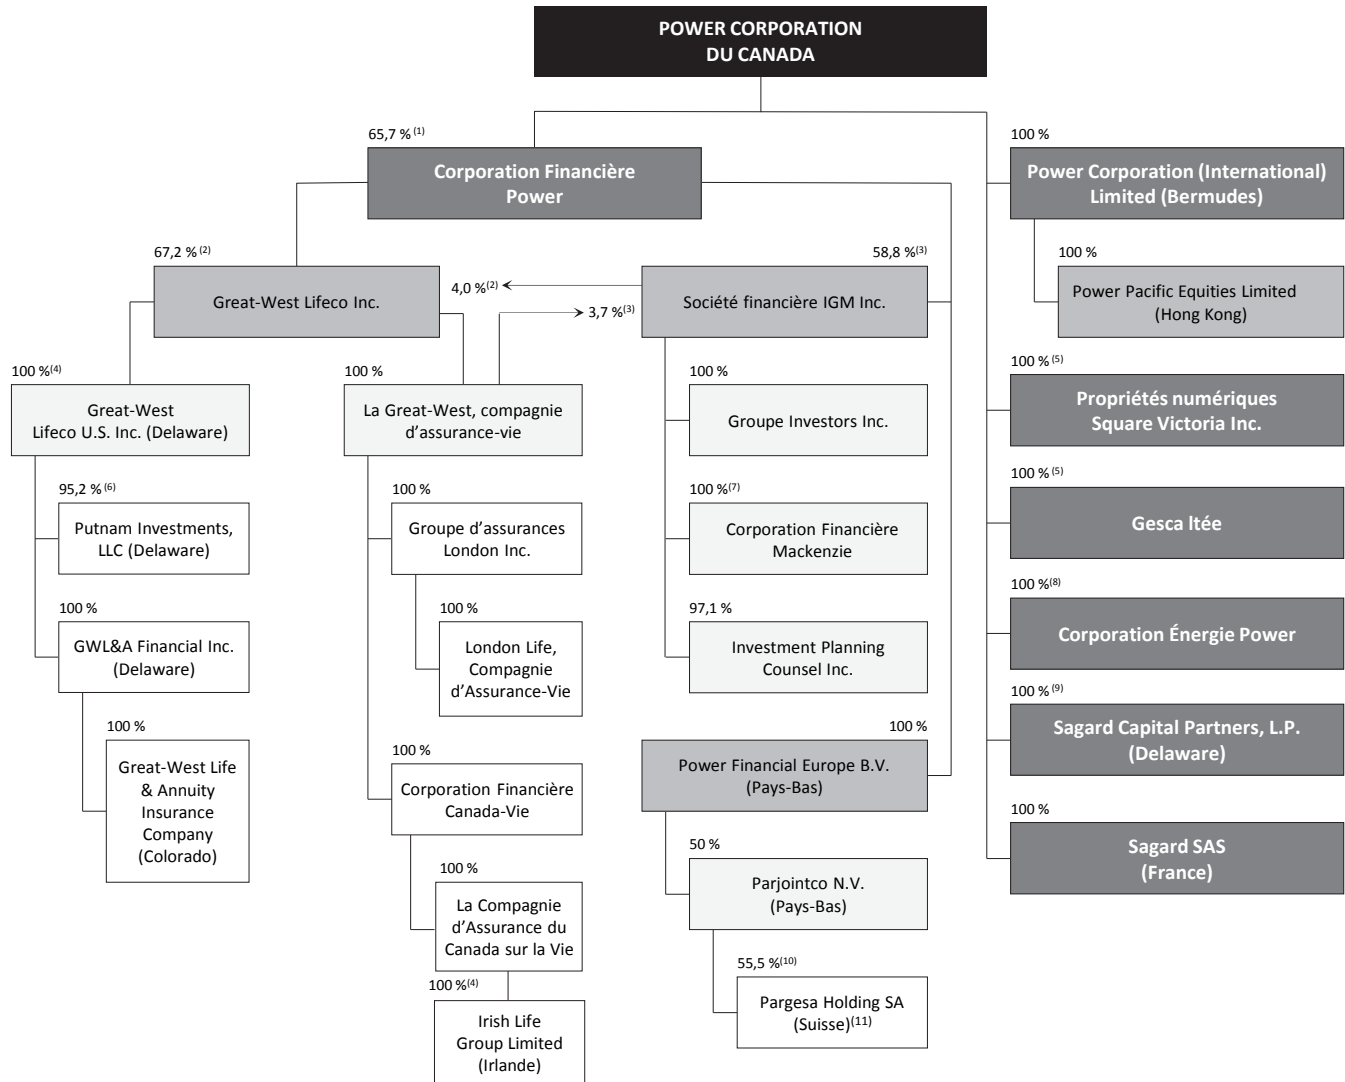 POWER CORPORATION
DU CANADA
65,7 % (1)
Corporation Financière
Power
67,2 % (2)
Great-West Lifeco Inc.
4,0 % (2)
3,7 % (3)
58,8 % (3)
Société financière IGM Inc.
100 % (4)
Great-West
Lifeco U.S. Inc. (Delaware)
95,2 % (6)
Putnam Investments,
LLC (Delaware)
100 %
GWL&A Financial Inc.
(Delaware)
100 %
Great-West Life
& Annuity
Insurance
Company
(Colorado)
100 %
La Great-West, compagnie
d’assurance-vie
100 %
Groupe d’assurances
London Inc.
100 %
London Life,
Compagnie
d’Assurance-Vie
100 %
Corporation Financière
Canada-Vie
100 %
La Compagnie
d’Assurance du
Canada sur la Vie
100 % (4)
Irish Life
Group Limited
(Irlande)
100 %
Groupe Investors Inc.
100 % (7)
Corporation Financière
Mackenzie
97,1 %
Investment Planning
Counsel Inc.
100 %
Power Financial Europe B.V.
(Pays-Bas)
50 %
Parjointco N.V.
(Pays-Bas)
55,5 % (10)
Pargesa Holding SA
(Suisse)(11)
100 %
Power Corporation (International)
Limited (Bermudes)
100 %
Power Pacific Equities Limited
(Hong Kong)
100 % (5)
Propriétés numériques
Square Victoria Inc.
100 % (5)
Gesca ltée
100 % (8)
Corporation Énergie Power
100 % (9)
Sagard Capital Partners, L.P.
(Delaware)
100 %
Sagard SAS
(France)